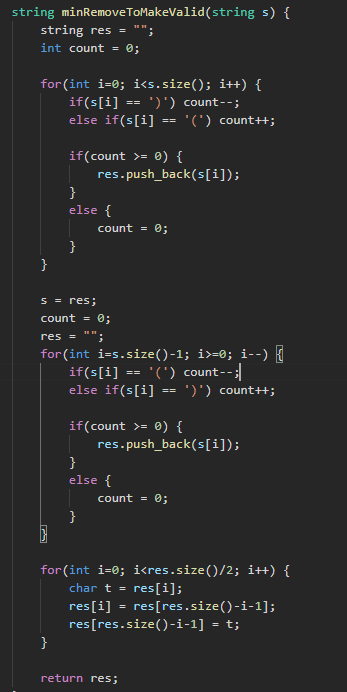 string minRemoveToMakeValid(string s) {
    string res = "";
    int count = 0;

    for(int i=0; i<s.size(); i++) {
        if(s[i] == ')') count--;
        else if(s[i] == '(') count++;

        if(count >= 0) {
            res.push_back(s[i]);
        }
        else {
            count = 0;
        }
    }

    s = res;
    count = 0;
    res = "";
    for(int i=s.size()-1; i>=0; i--) {
        if(s[i] == '(') count--;
        else if(s[i] == ')') count++;

        if(count >= 0) {
            res.push_back(s[i]);
        }
        else {
            count = 0;
        }
    }

    for(int i=0; i<res.size()/2; i++) {
        char t = res[i];
        res[i] = res[res.size()-i-1];
        res[res.size()-i-1] = t;
    }

    return res;